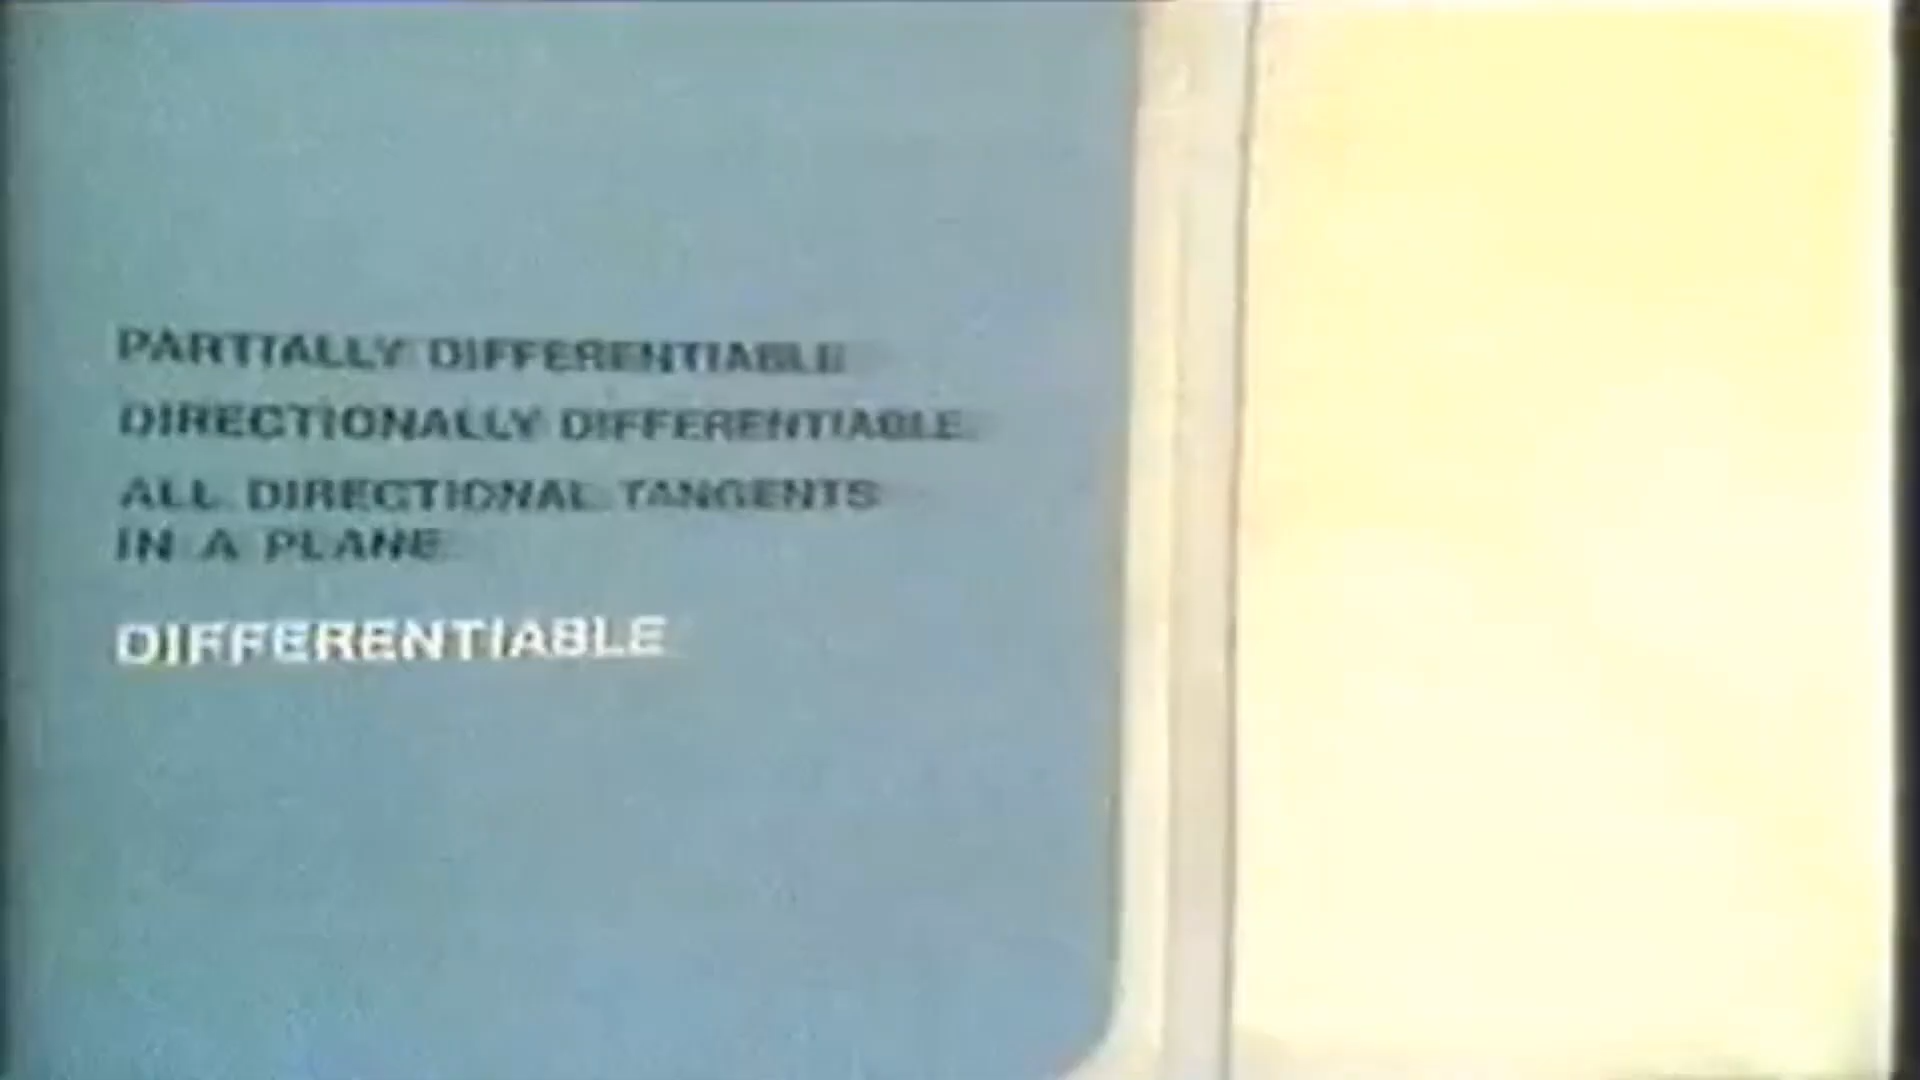 PARTIALLY DIFFERENTIABLE
DIRECTIONALLY DIFFERENTIABLE
ALL DIRECTIONAL TANGENTS
IN A PLANE
DIFFERENTIABLE